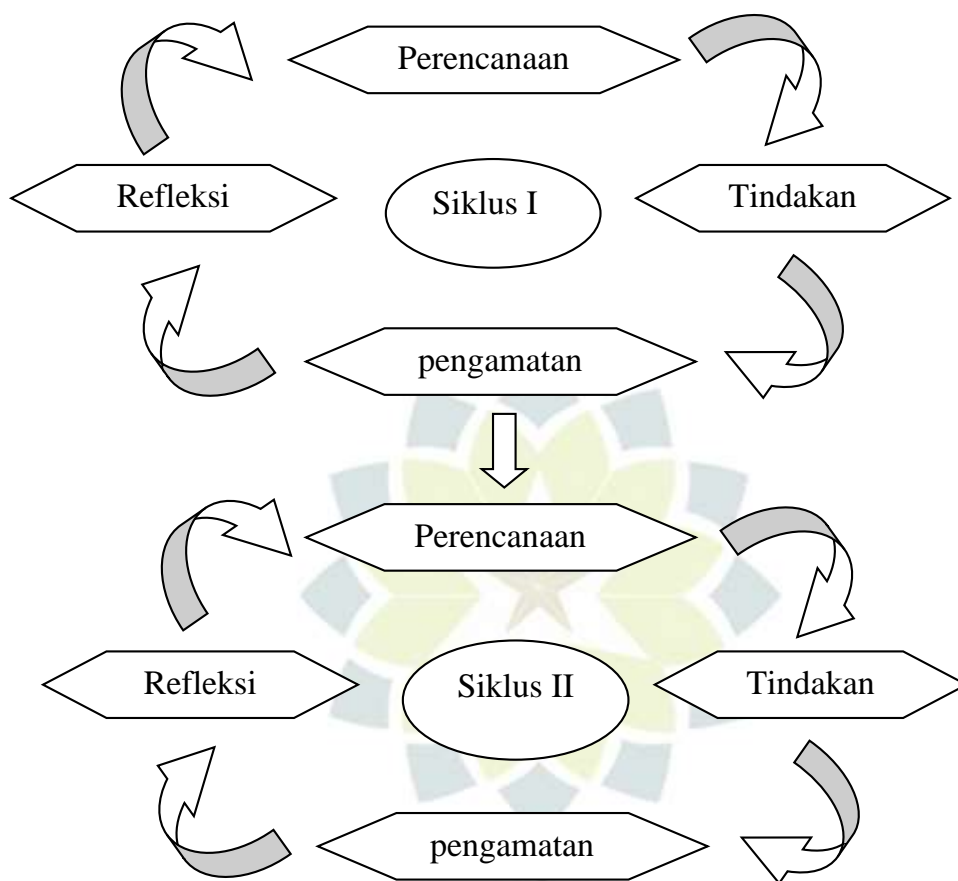 Perencanaan
Refleksi
Siklus I
Tindakan
pengamatan
Perencanaan
Refleksi
Siklus II
Tindakan
pengamatan